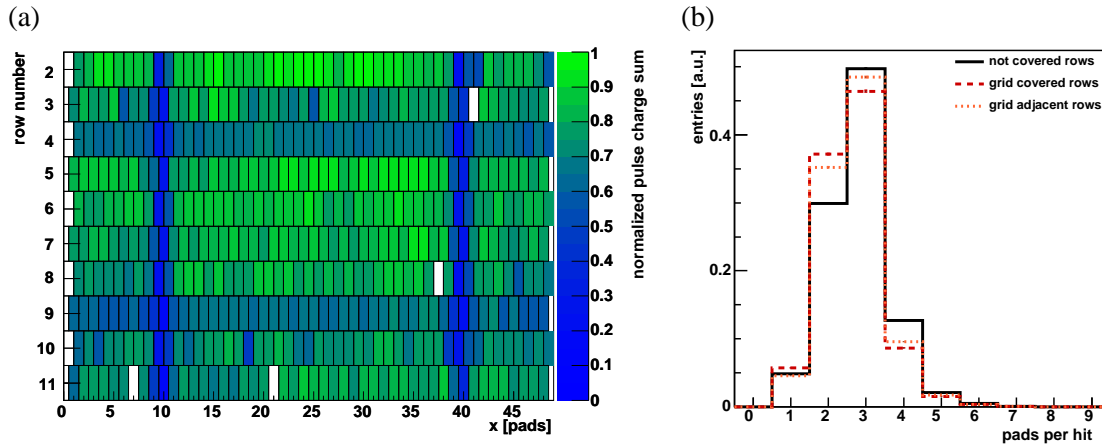 (a)
row number
2
3
4
5
6
7
8
9
10
11
0 5 10 15 20 25 30 35 40 45
x [pads]
1
0.9
0.8
0.7
0.6
0.5
0.4
0.3
0.2
0.1
0
normalized pulse charge sum
(b)
entries [a.u.]
0.4
0.2
0
not covered rows
grid covered rows
grid adjacent rows
0 1 2 3 4 5 6 7 8 9
pads per hit